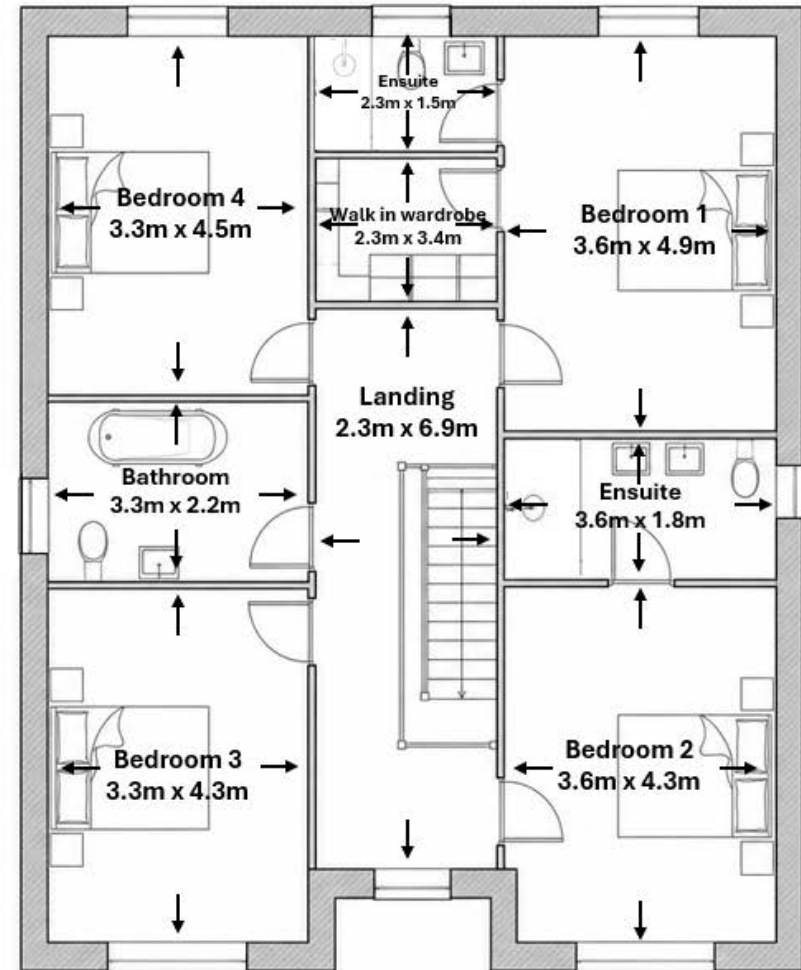 Ensuite
2.3m x 1.5m
Bedroom 4
3.3m x 4.5m
Walk in wardrobe
2.3m x 3.4m
Bedroom 1
3.6m x 4.9m
Landing
2.3m x 6.9m
Bathroom
3.3m x 2.2m
Ensuite
3.6m x 1.8m
Bedroom 3
3.3m x 4.3m
Bedroom 2
3.6m x 4.3m